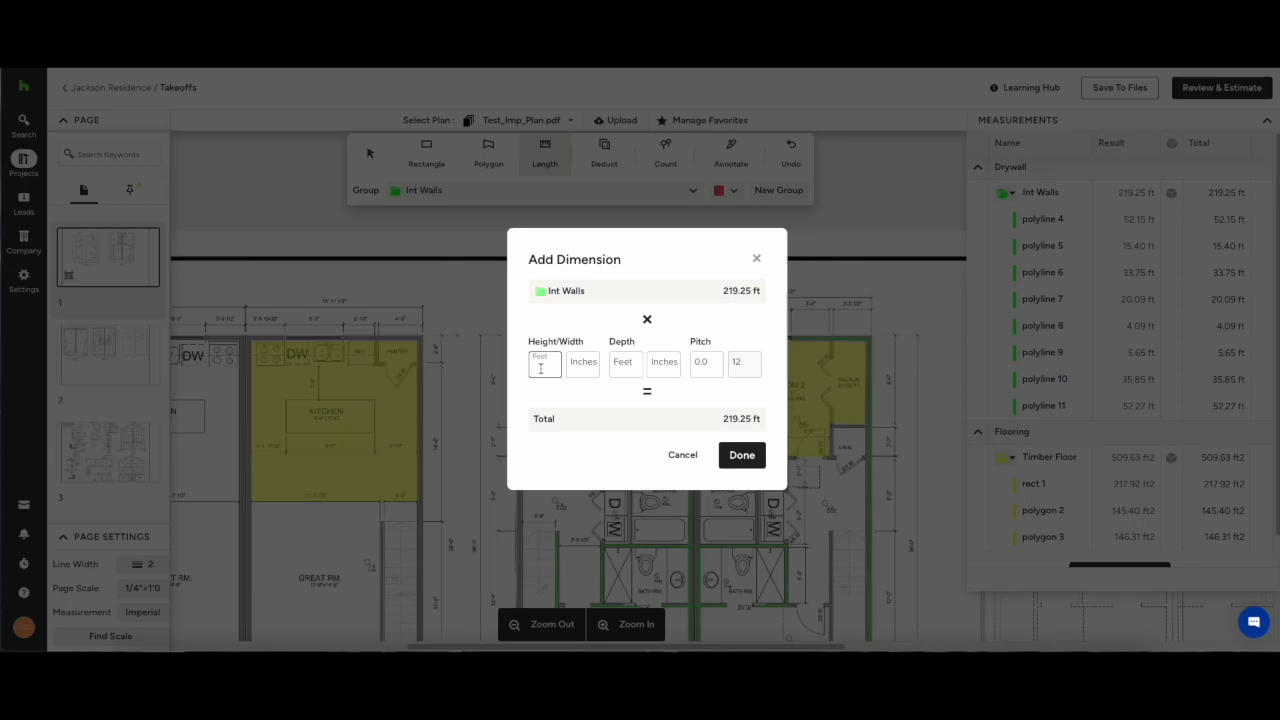 Jackson Residence / Takeoffs
Learning Hub
Save To Files
Review & Estimate
Search
Projects
Leads
Company
Settings
PAGE
Search Keywords
1
2
3
PAGE SETTINGS
Line Width
2
Page Scale
1/4"=1'0
Measurement
Imperial
Find Scale
Select Plan :
Test_Imp_Plan.pdf
Upload
Manage Favorites
Rectangle
Polygon
Length
Deduct
Count
Annotate
Undo
Group
Int Walls
New Group
Add Dimension
Int Walls
219.25 ft
Height/Width
Depth
Pitch
Feet
Inches
Feet
Inches
0.0
12
=
Total
219.25 ft
Cancel
Done
DW
DW
KITCHEN
PANTRY
GREAT RM.
T RM.
BATH RM.
BATH RM.
DW
DW
Zoom Out
Zoom In
MEASUREMENTS
Name Result Total
Drywall
Int Walls 219.25 ft 219.25 ft
polyline 4 52.15 ft 52.15 ft
polyline 5 15.40 ft 15.40 ft
polyline 6 33.75 ft 33.75 ft
polyline 7 20.09 ft 20.09 ft
polyline 8 4.09 ft 4.09 ft
polyline 9 5.65 ft 5.65 ft
polyline 10 35.85 ft 35.85 ft
polyline 11 52.27 ft 52.27 ft
Flooring
Timber Floor 509.63 ft2 509.63 ft2
rect 1 217.92 ft2 217.92 ft2
polygon 2 145.40 ft2 145.40 ft2
polygon 3 146.31 ft2 146.31 ft2